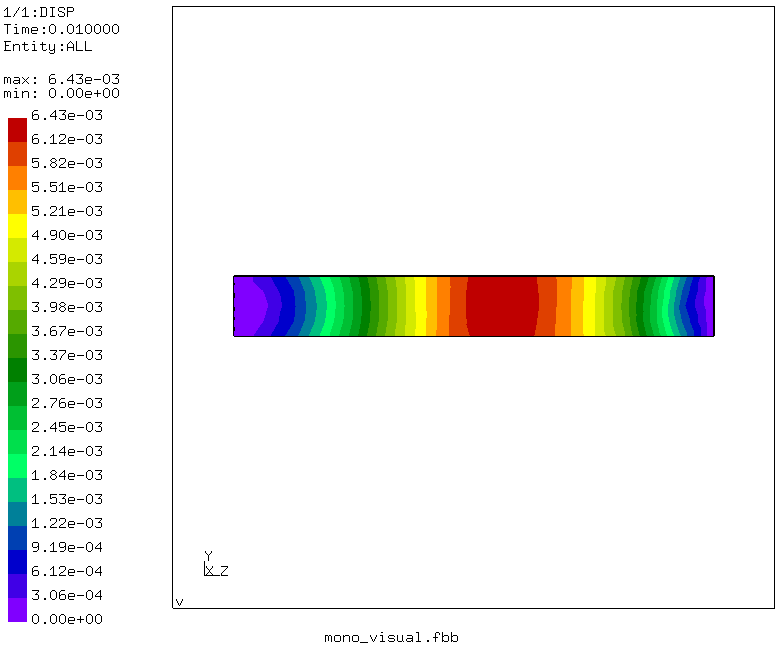 1/1:DISP
Time:0.010000
Entity:ALL
max: 6.43e-03
min: 0.00e+00
6.43e-03
6.12e-03
5.82e-03
5.51e-03
5.21e-03
4.90e-03
4.59e-03
4.29e-03
3.98e-03
3.67e-03
3.37e-03
3.06e-03
2.76e-03
2.45e-03
2.14e-03
1.84e-03
1.53e-03
1.22e-03
9.19e-04
6.12e-04
3.06e-04
0.00e+00
Y
X Z
v
mono_visual.fbb